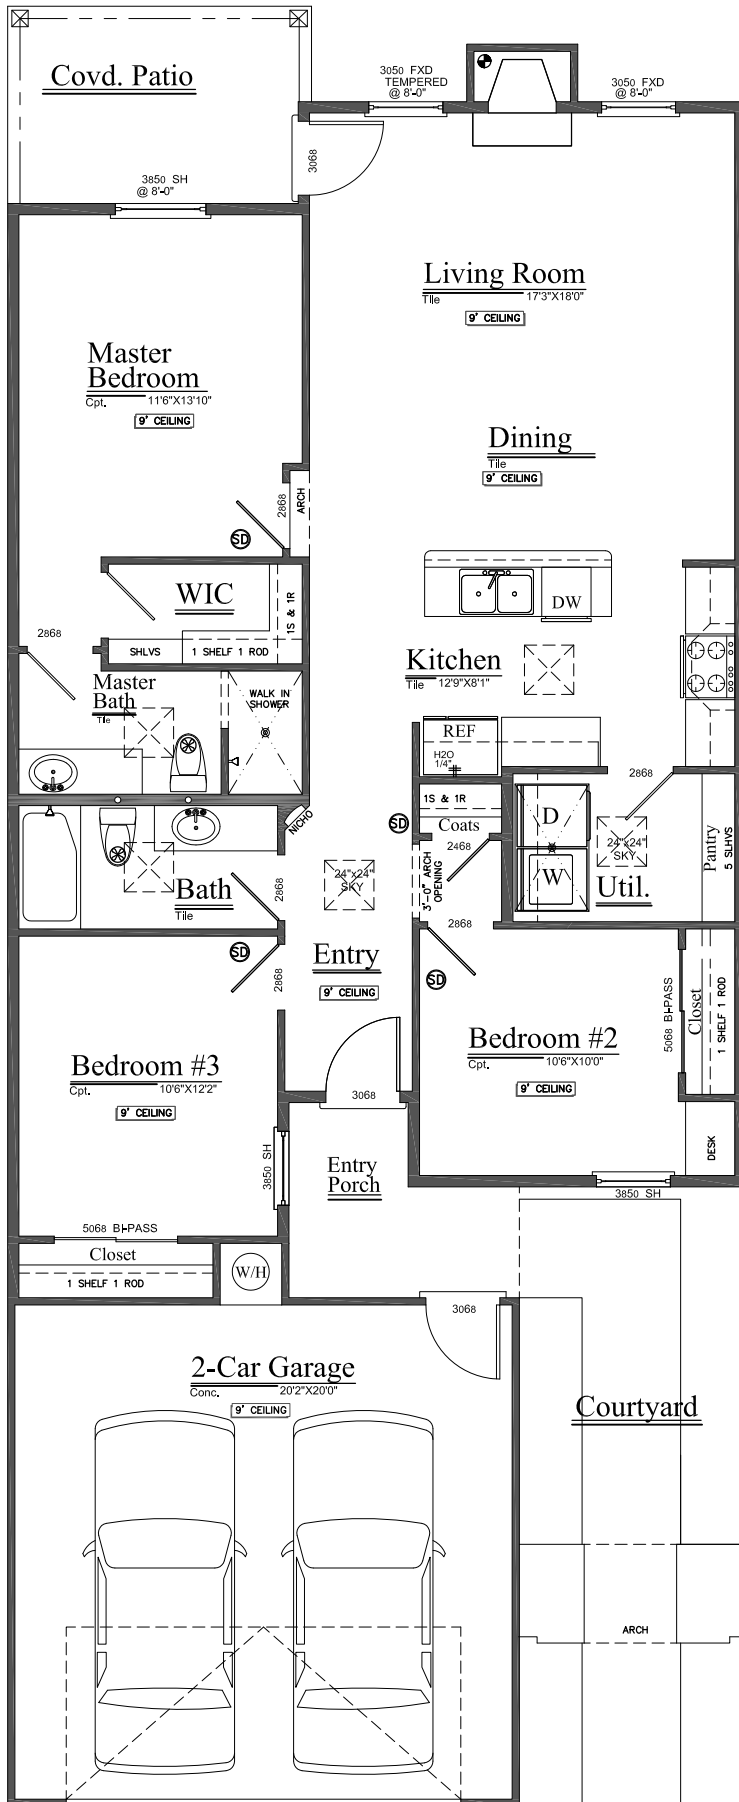 Covd. Patio
3050 FXD
TEMPERED
@ 8'-0"
3050 FXD
@ 8'-0"
3068
3850 SH
@ 8'-0"
Living Room
Tile 17'3"X18'0"
9' CEILING
Master
Bedroom
Cpt. 11'6"X13'10"
9' CEILING
Dining
Tile
9' CEILING
2868
ARCH
SD
WIC
1S & 1R
SHLVS
1 SHELF 1 ROD
DW
2868
Kitchen
Tile 12'9"X8'1"
Master
Bath
Tile
WALK IN
SHOWER
REF
H2O
1/4"
2868
1S & 1R
Coats
2468
SD
NICHO
D
W
24"x24"
SKY
Util.
Pantry
5 SLHVS
3'-0" ARCH
OPENING
24"x24"
SKY
Bath
Tile
2868
2868
SD
2868
Entry
9' CEILING
SD
5068 BI-PASS
Closet
1 SHELF 1 ROD
Bedroom #2
Cpt. 10'6"X10'0"
9' CEILING
Bedroom #3
Cpt. 10'6"X12'2"
9' CEILING
3068
DESK
3850 SH
Entry
Porch
3850 SH
5068 BI-PASS
Closet
1 SHELF 1 ROD
W/H
3068
2-Car Garage
Conc. 20'2"X20'0"
9' CEILING
Courtyard
ARCH